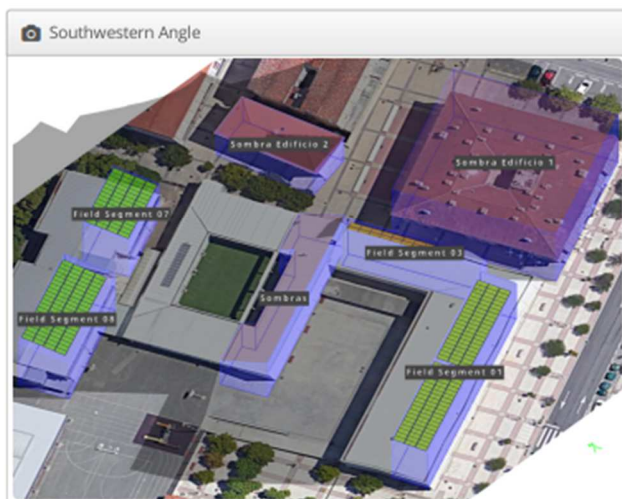 Southwestern Angle
Sombra Edificio 2
Sombra Edificio 1
Field Segment 07
Field Segment 03
Sombras
Field Segment 08
Field Segment 01